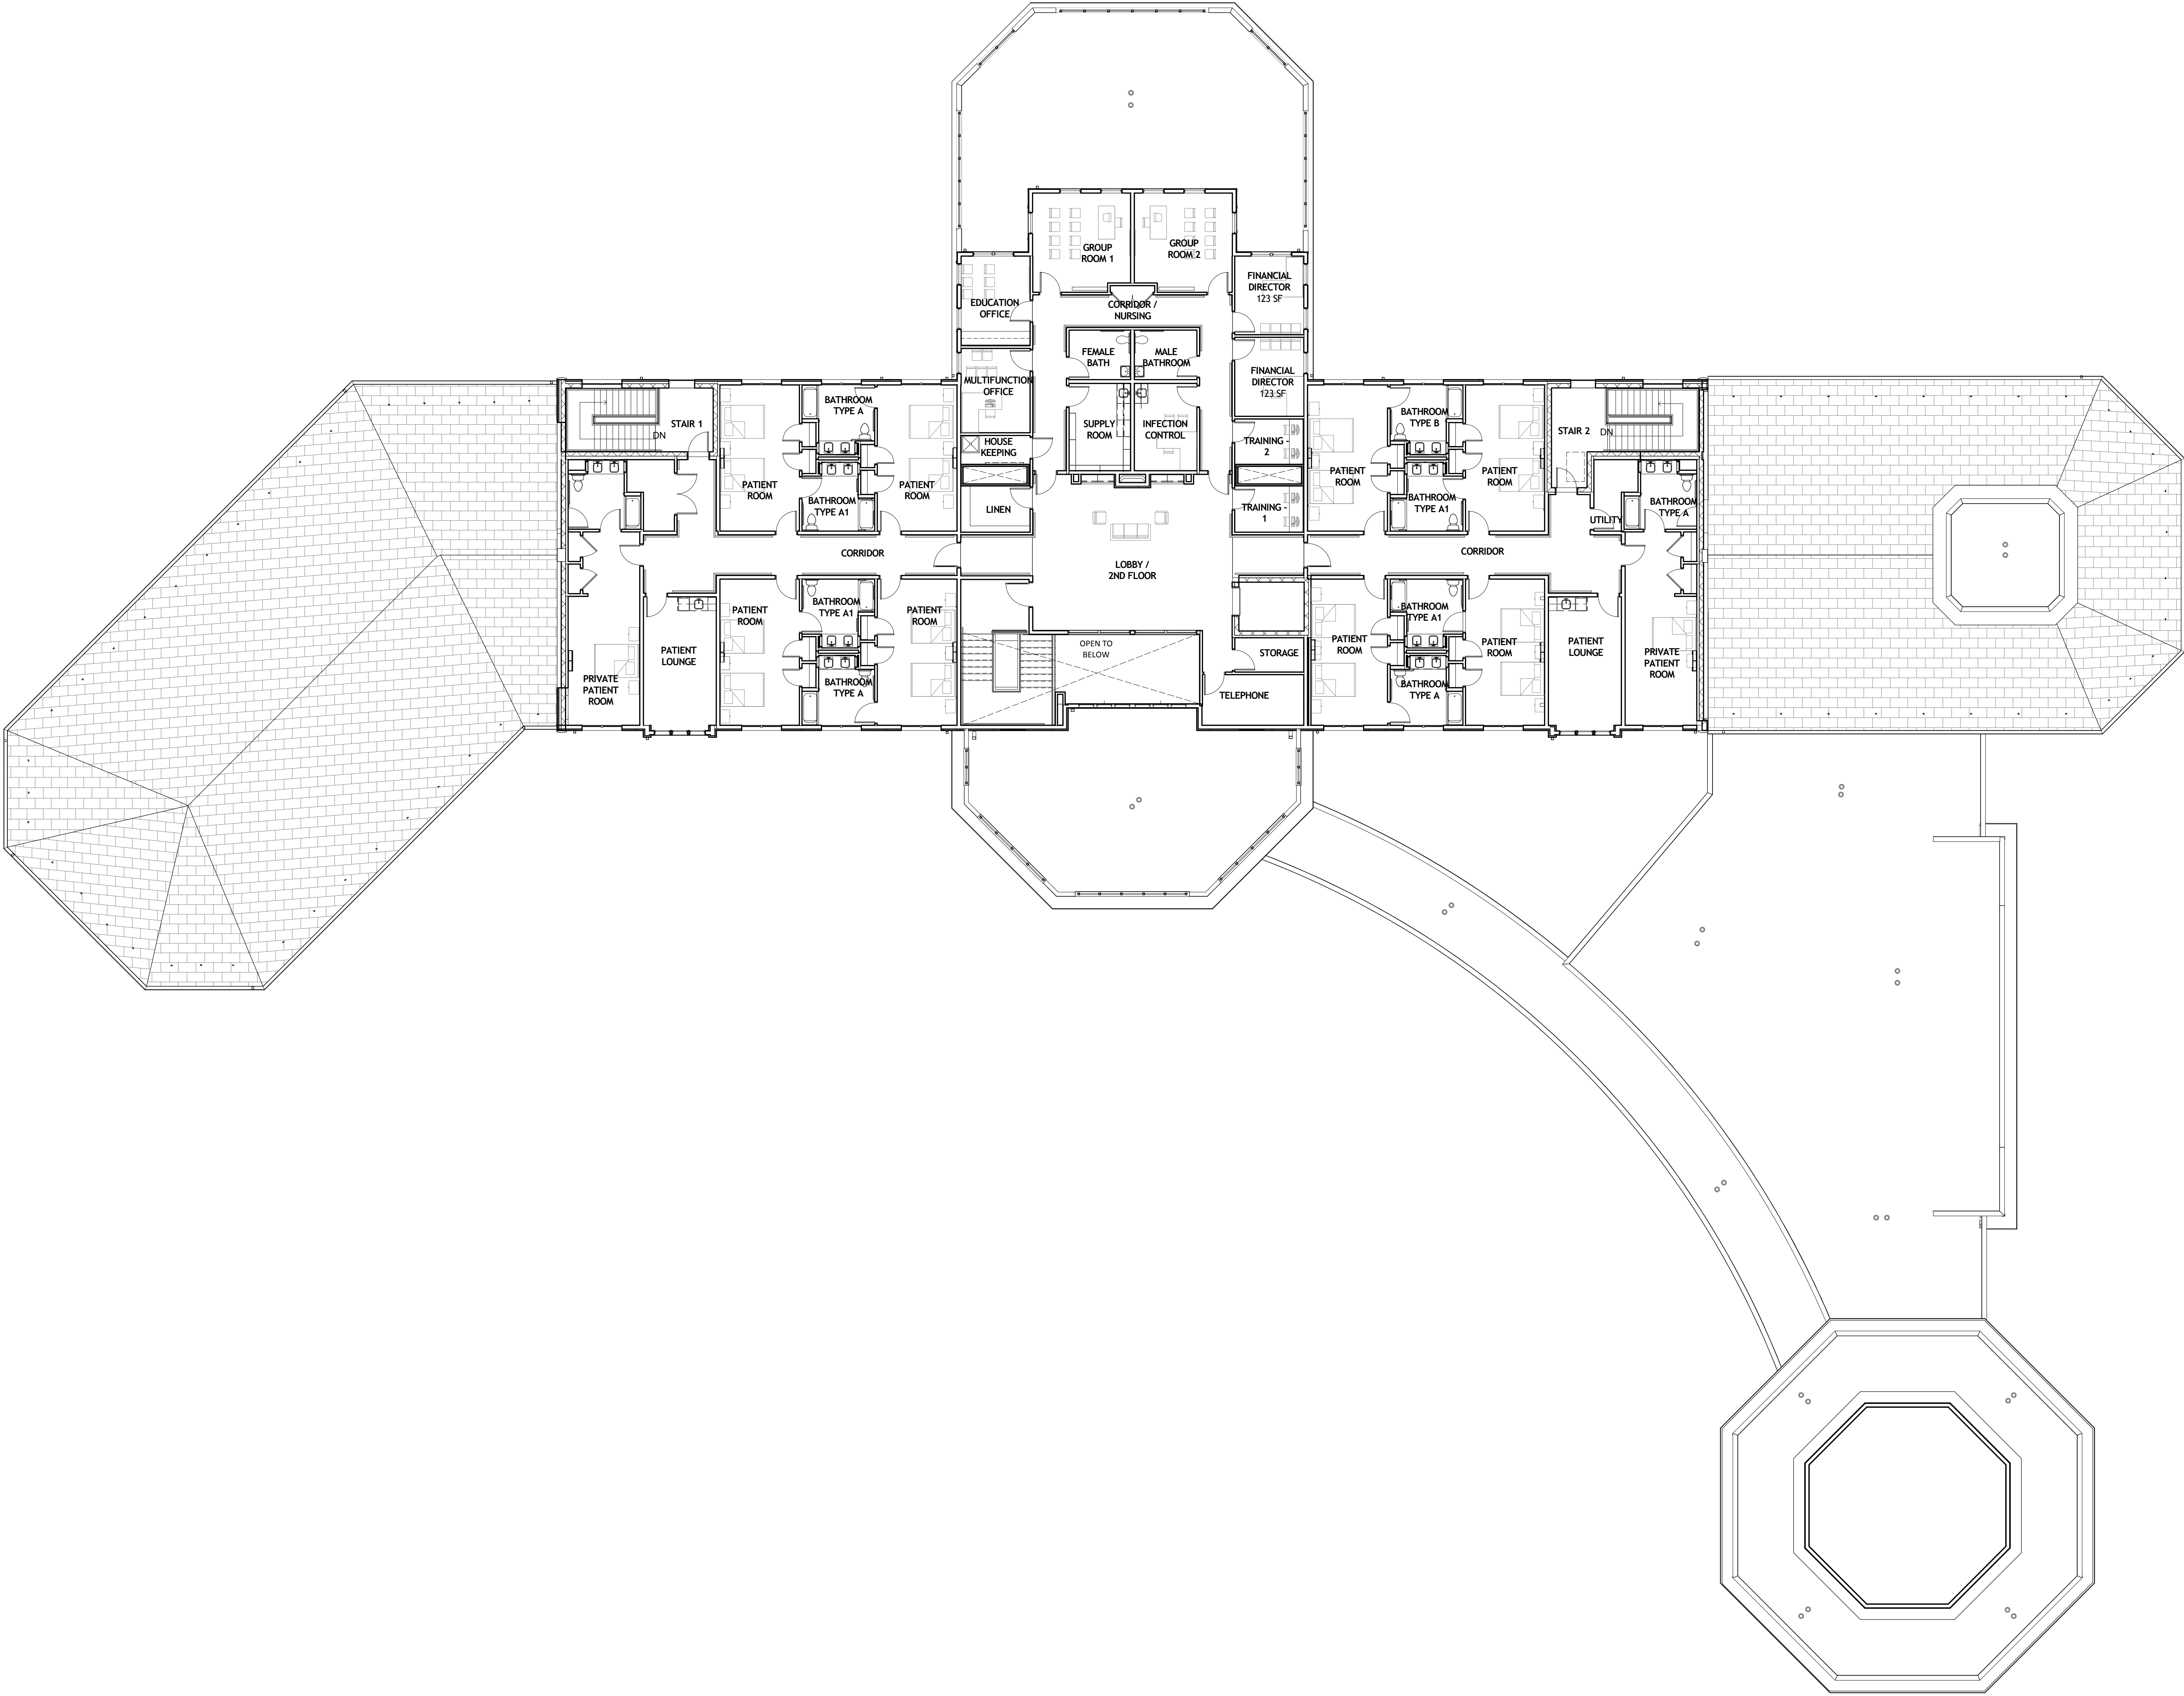 GROUP
ROOM 1
GROUP
ROOM 2
EDUCATION
OFFICE
CORRIDOR /
NURSING
FINANCIAL
DIRECTOR
123 SF
FEMALE
BATH
MALE
BATHROOM
MULTIFUNCTION
OFFICE
FINANCIAL
DIRECTOR
123 SF
STAIR 1
DN
BATHROOM
TYPE A
SUPPLY
ROOM
INFECTION
CONTROL
HOUSE
KEEPING
TRAINING -
2
BATHROOM
TYPE B
STAIR 2
DN
PATIENT
ROOM
BATHROOM
TYPE A1
PATIENT
ROOM
LINEN
TRAINING -
1
PATIENT
ROOM
BATHROOM
TYPE A1
PATIENT
ROOM
UTILITY
BATHROOM
TYPE A
CORRIDOR
LOBBY /
2ND FLOOR
CORRIDOR
PATIENT
ROOM
BATHROOM
TYPE A1
PATIENT
ROOM
PRIVATE
PATIENT
ROOM
PATIENT
LOUNGE
BATHROOM
TYPE A
OPEN TO
BELOW
STORAGE
TELEPHONE
PATIENT
ROOM
BATHROOM
TYPE A1
PATIENT
ROOM
BATHROOM
TYPE A
PATIENT
LOUNGE
PRIVATE
PATIENT
ROOM